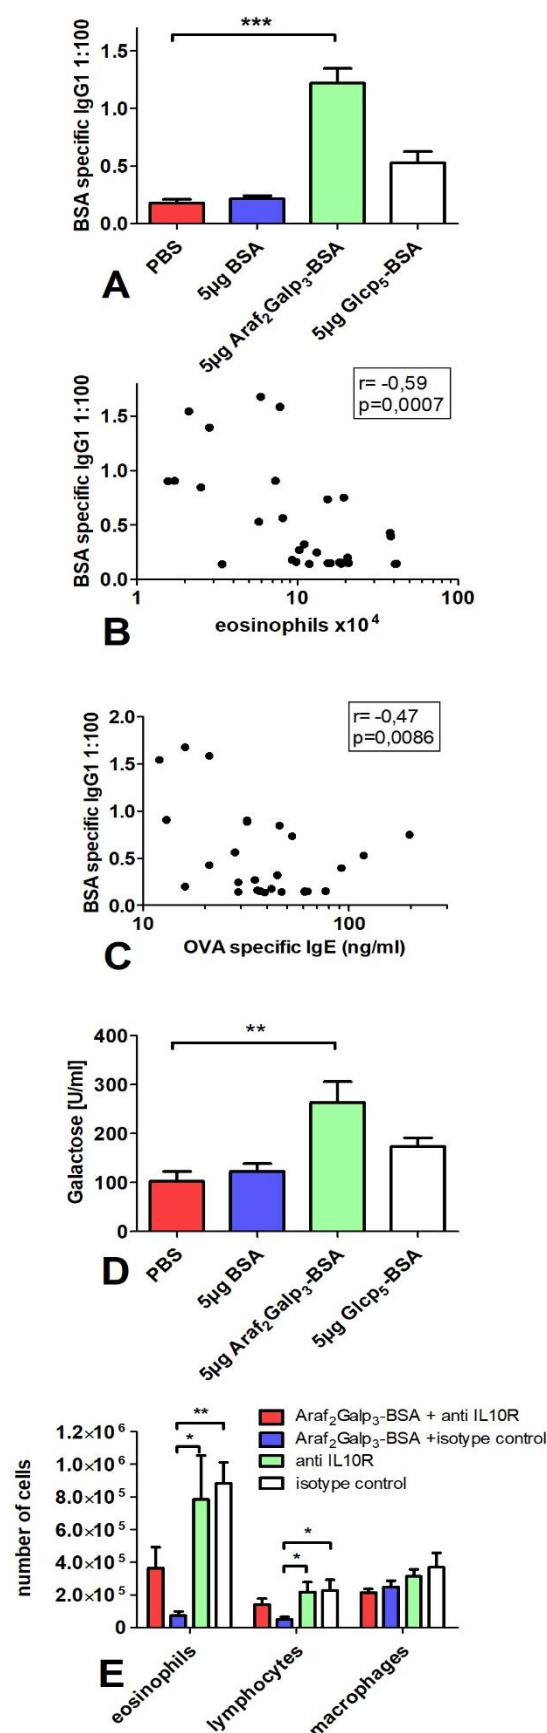 ***
BSA specific IgG1 1:100
1.5
1.0
0.5
0.0
PBS
5µg BSA
5µg Araf₂Galp₃-BSA
5µg Glcp₅-BSA
A
r= -0,59
p=0,0007
BSA specific IgG1 1:100
1.5
1.0
0.5
0.0
1
10
100
eosinophils x10⁴
B
r= -0,47
p=0,0086
BSA specific IgG1 1:100
2.0
1.5
1.0
0.5
0.0
10
100
OVA specific IgE (ng/ml)
C
**
Galactose [U/ml]
400
300
200
100
0
PBS
5µg BSA
5µg Araf₂Galp₃-BSA
5µg Glcp₅-BSA
D
Araf₂Galp₃-BSA + anti IL10R
Araf₂Galp₃-BSA +isotype control
anti IL10R
isotype control
number of cells
1.2×10⁶
1.0×10⁶
8.0×10⁵
6.0×10⁵
4.0×10⁵
2.0×10⁵
0
**
*
*
*
eosinophils
lymphocytes
macrophages
E